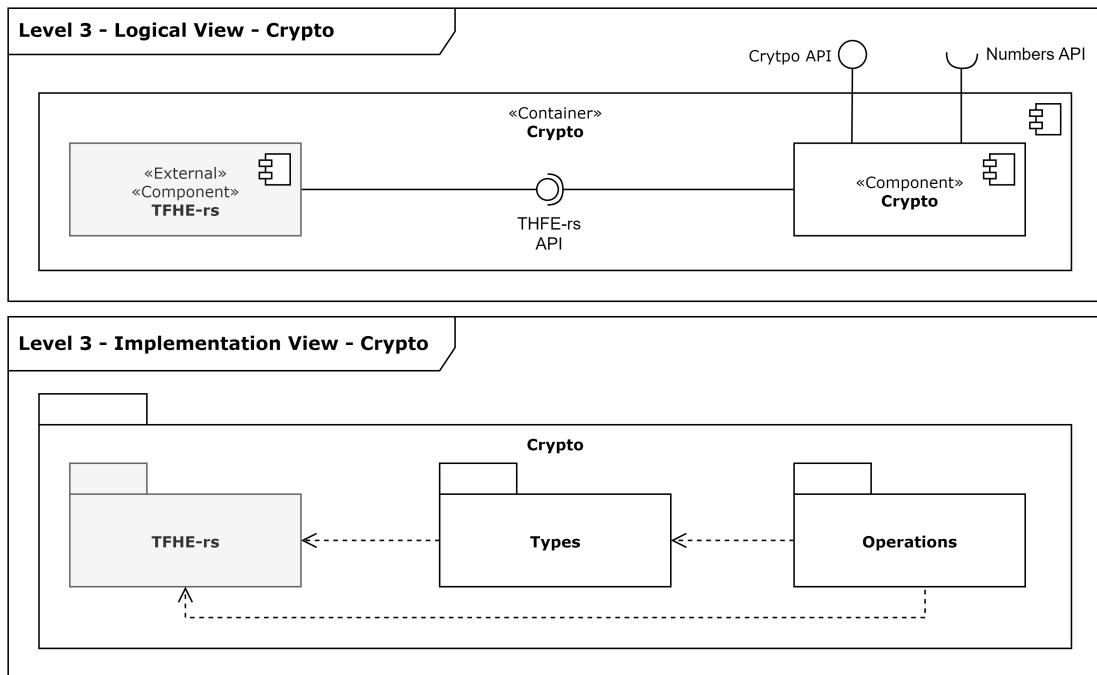 Level 3 - Logical View - Crypto
Crytpo API
Numbers API
«Container»
Crypto
«External»
«Component»
TFHE-rs
THFE-rs
API
«Component»
Crypto
Level 3 - Implementation View - Crypto
Crypto
TFHE-rs
Types
Operations